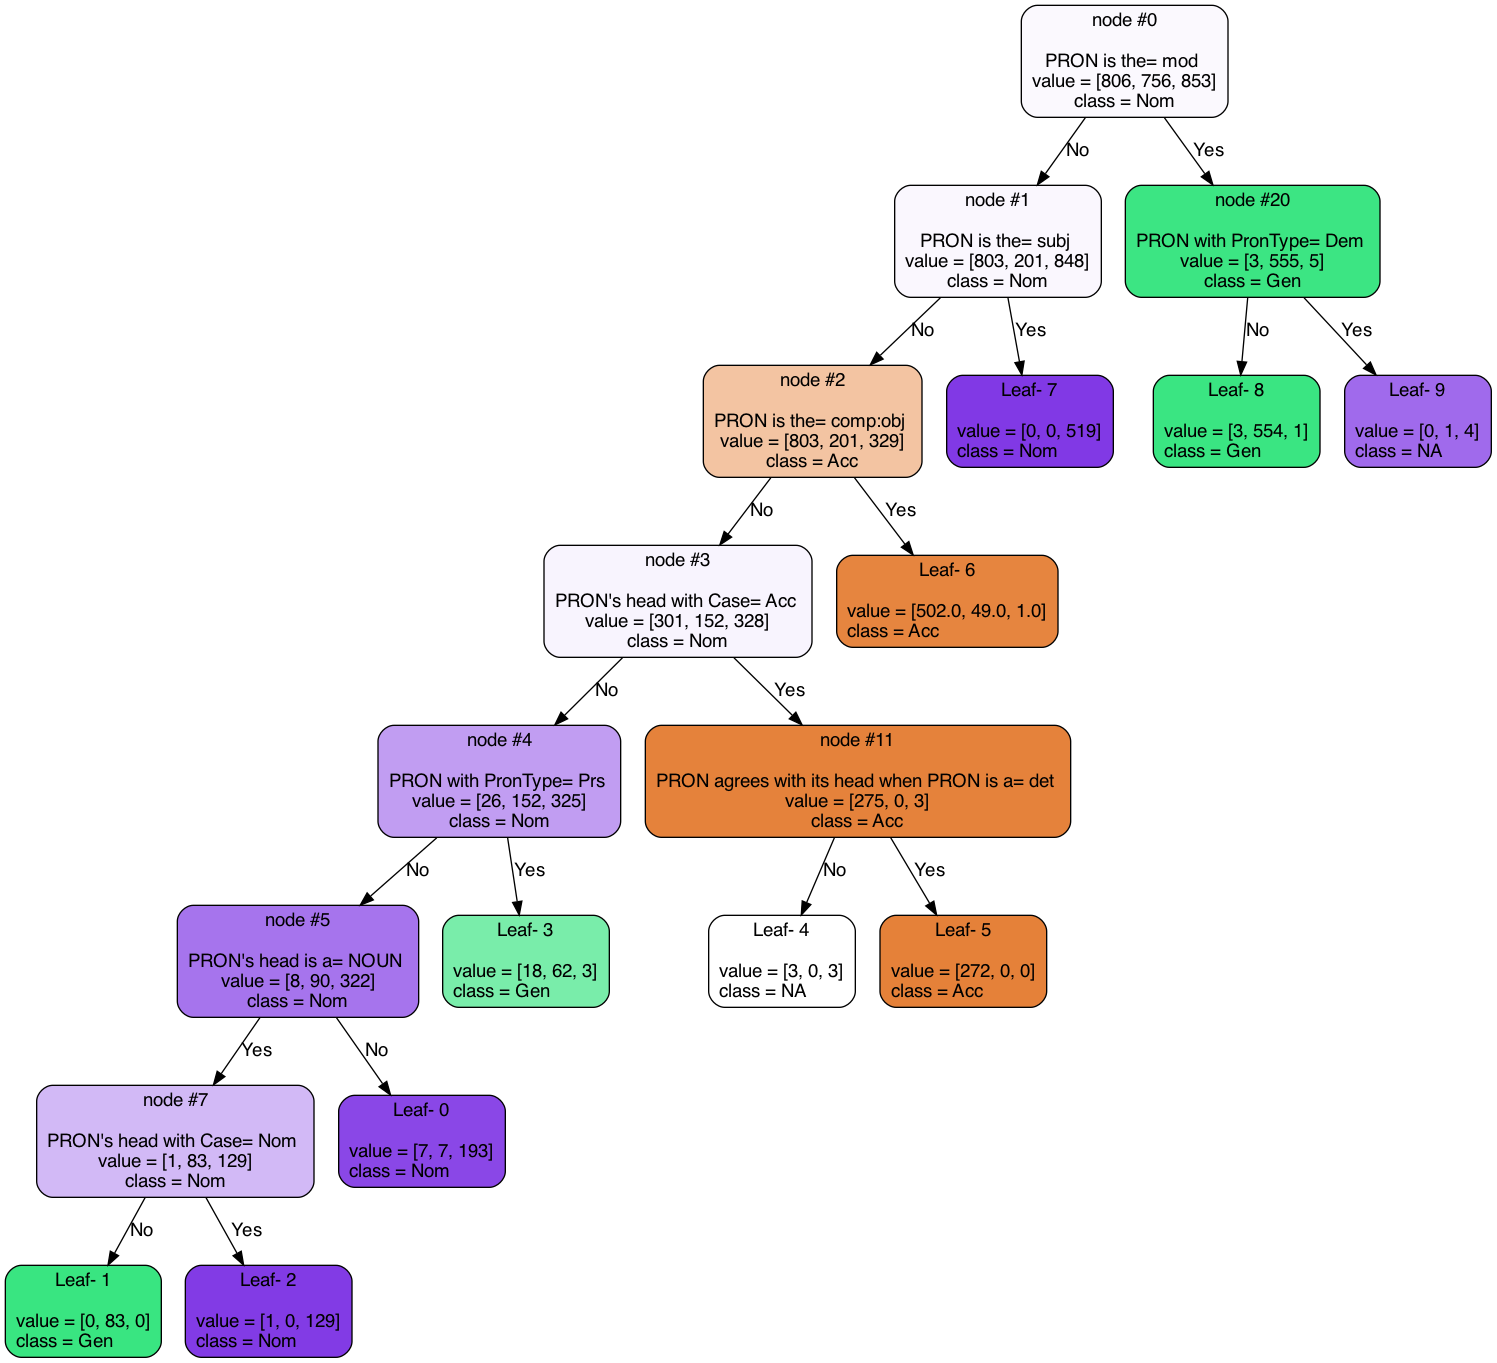 node #0
PRON is the= mod
value = [806, 756, 853]
class = Nom
No
Yes
node #1
PRON is the= subj
value = [803, 201, 848]
class = Nom
node #20
PRON with PronType= Dem
value = [3, 555, 5]
class = Gen
No
Yes
No
Yes
node #2
PRON is the= comp:obj
value = [803, 201, 329]
class = Acc
Leaf- 7
value = [0, 0, 519]
class = Nom
Leaf- 8
value = [3, 554, 1]
class = Gen
Leaf- 9
value = [0, 1, 4]
class = NA
No
Yes
node #3
PRON's head with Case= Acc
value = [301, 152, 328]
class = Nom
Leaf- 6
value = [502.0, 49.0, 1.0]
class = Acc
No
Yes
node #4
PRON with PronType= Prs
value = [26, 152, 325]
class = Nom
node #11
PRON agrees with its head when PRON is a= det
value = [275, 0, 3]
class = Acc
No
Yes
No
Yes
node #5
PRON's head is a= NOUN
value = [8, 90, 322]
class = Nom
Leaf- 3
value = [18, 62, 3]
class = Gen
Leaf- 4
value = [3, 0, 3]
class = NA
Leaf- 5
value = [272, 0, 0]
class = Acc
Yes
No
node #7
PRON's head with Case= Nom
value = [1, 83, 129]
class = Nom
Leaf- 0
value = [7, 7, 193]
class = Nom
No
Yes
Leaf- 1
value = [0, 83, 0]
class = Gen
Leaf- 2
value = [1, 0, 129]
class = Nom